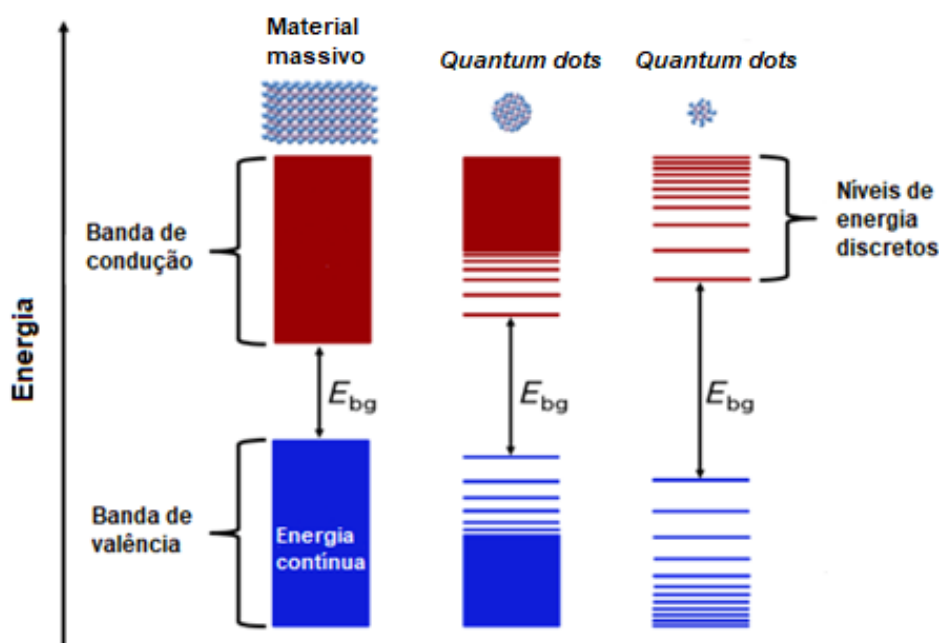 Material
massivo
Quantum dots
Quantum dots
Banda de
condução
Níveis de
energia
discretos
Energia
E_bg
E_bg
E_bg
Banda de
valência
Energia
contínua